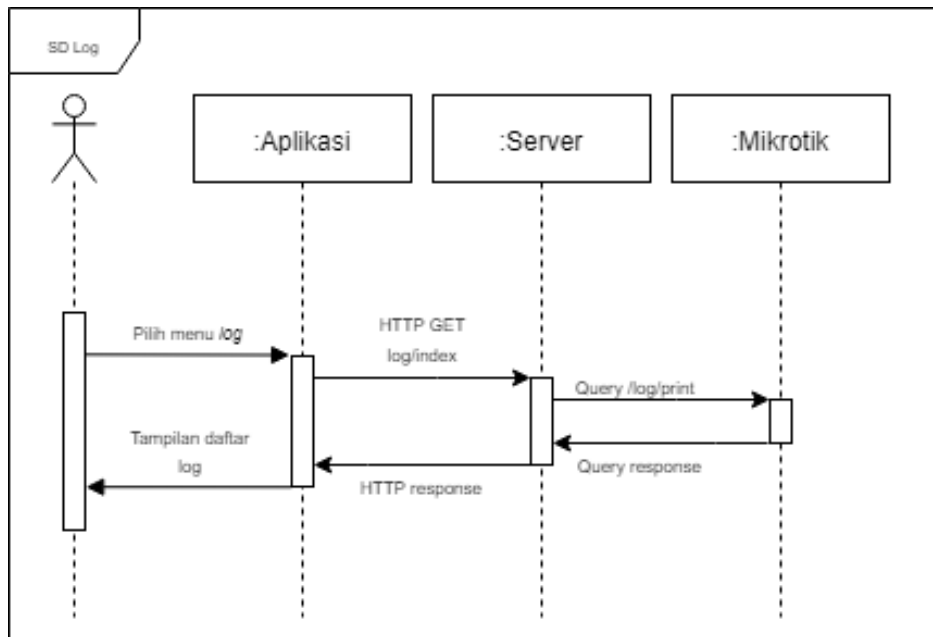 SD Log
:Aplikasi
:Server
:Mikrotik
Pilih menu log
HTTP GET
log/index
Query /log/print
Tampilan daftar
log
HTTP response
Query response